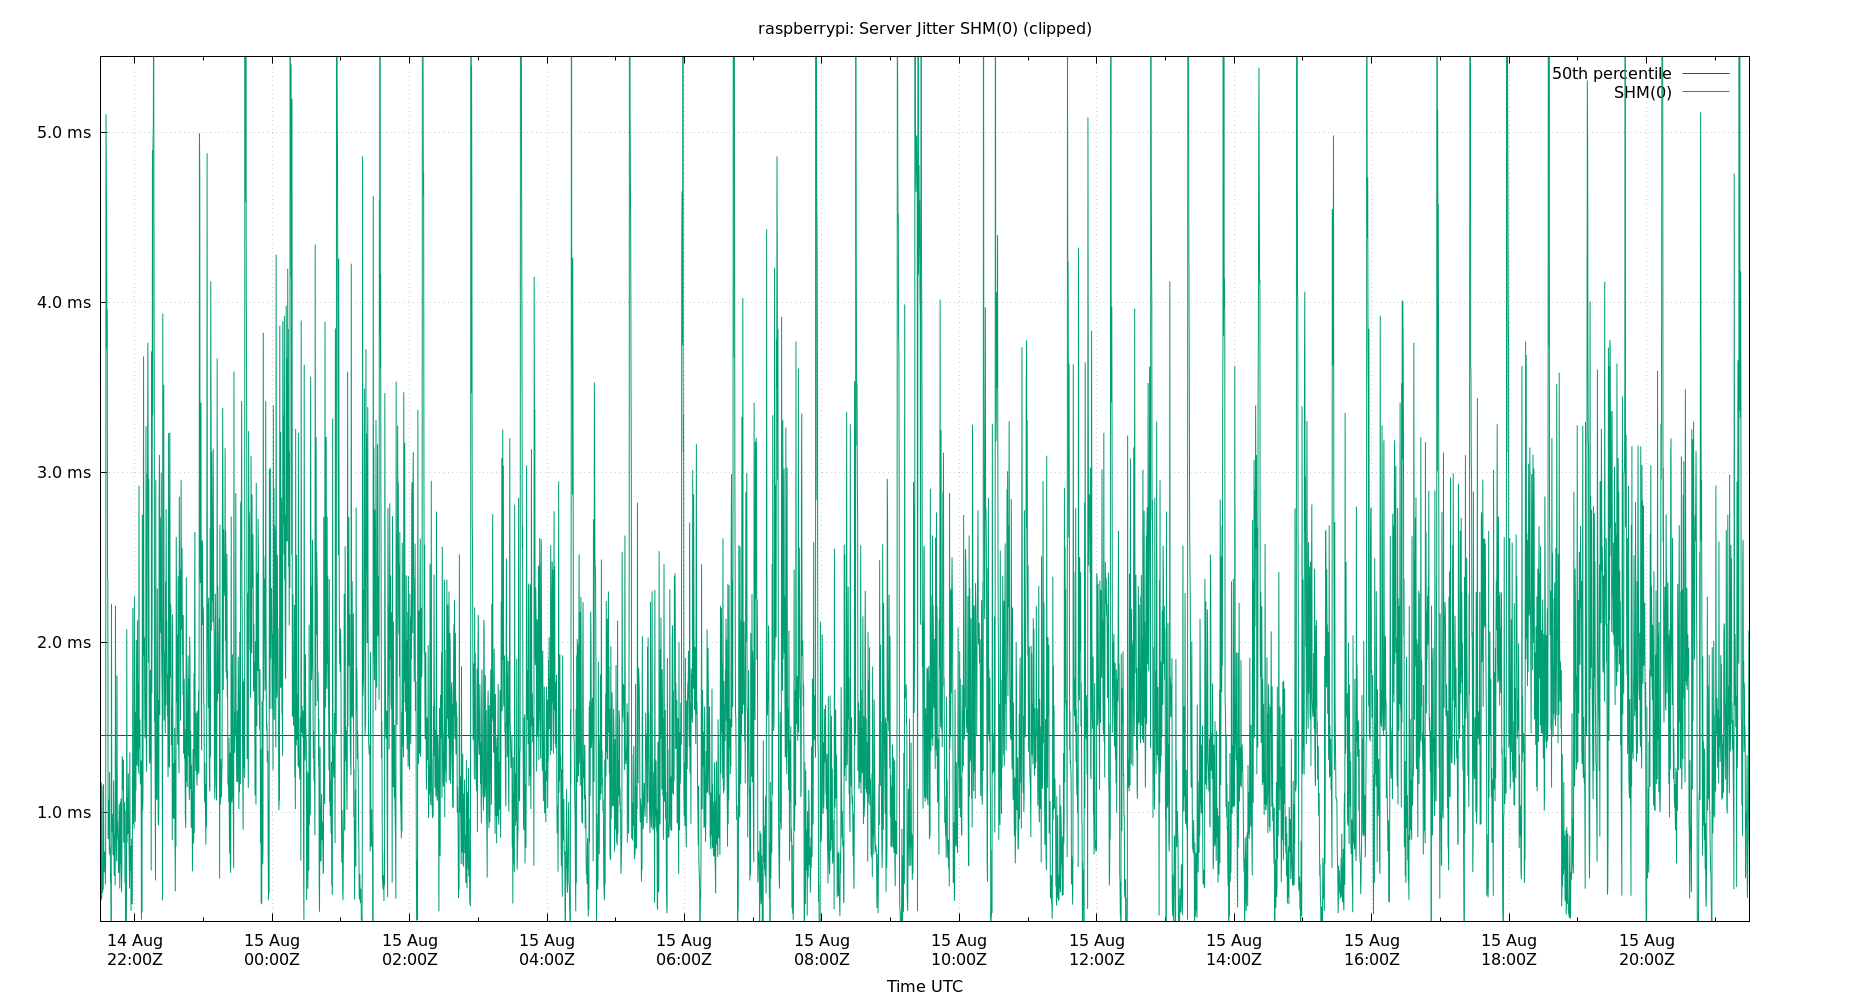 raspberrypi: Server Jitter SHM(0) (clipped)
50th percentile
SHM(0)
5.0 ms
4.0 ms
3.0 ms
2.0 ms
1.0 ms
14 Aug 15 Aug 15 Aug 15 Aug 15 Aug 15 Aug 15 Aug 15 Aug 15 Aug 15 Aug 15 Aug 15 Aug
22:00Z 00:00Z 02:00Z 04:00Z 06:00Z 08:00Z 10:00Z 12:00Z 14:00Z 16:00Z 18:00Z 20:00Z
Time UTC